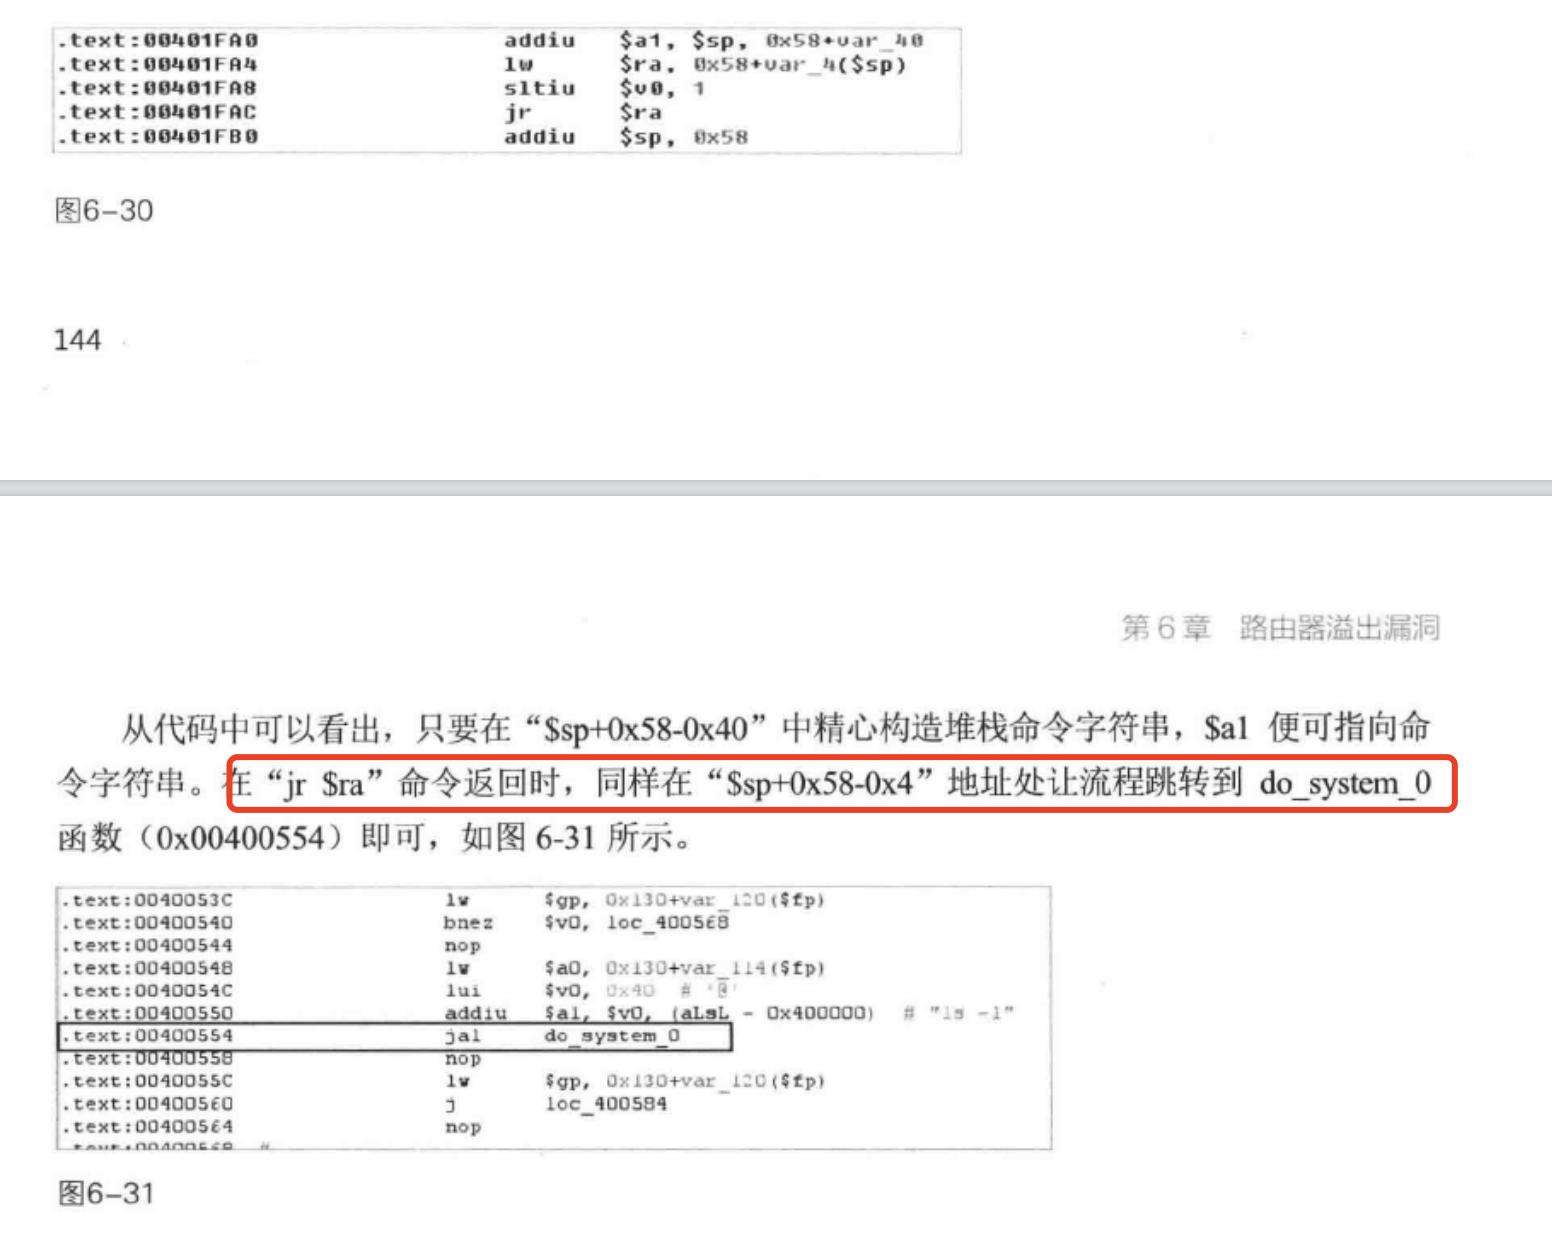 .text:00401FA0 addiu $a1, $sp, 0x58+var_40
.text:00401FA4 lw $ra, 0x58+var_4($sp)
.text:00401FA8 sltiu $v0, 1
.text:00401FAC jr $ra
.text:00401FB0 addiu $sp, 0x58
图6-30
144
第6章 路由器溢出漏洞
从代码中可以看出，只要在“$sp+0x58-0x40”中精心构造堆栈命令字符串，$a1 便可指向命
令字符串。在“jr $ra”命令返回时，同样在“$sp+0x58-0x4”地址处让流程跳转到 do_system_0
函数（0x00400554）即可，如图 6-31 所示。
.text:0040053C lw $gp, 0x130+var_120($fp)
.text:00400540 bnez $v0, loc_400568
.text:00400544 nop
.text:00400548 lw $a0, 0x130+var_114($fp)
.text:0040054C lui $v0, 0x40 # '@'
.text:00400550 addiu $a1, $v0, (aLsL - 0x400000) # "ls -l"
.text:00400554 jal do_system_0
.text:00400558 nop
.text:0040055C lw $gp, 0x130+var_120($fp)
.text:00400560 j loc_400584
.text:00400564 nop
.text:00400568 #
图6-31